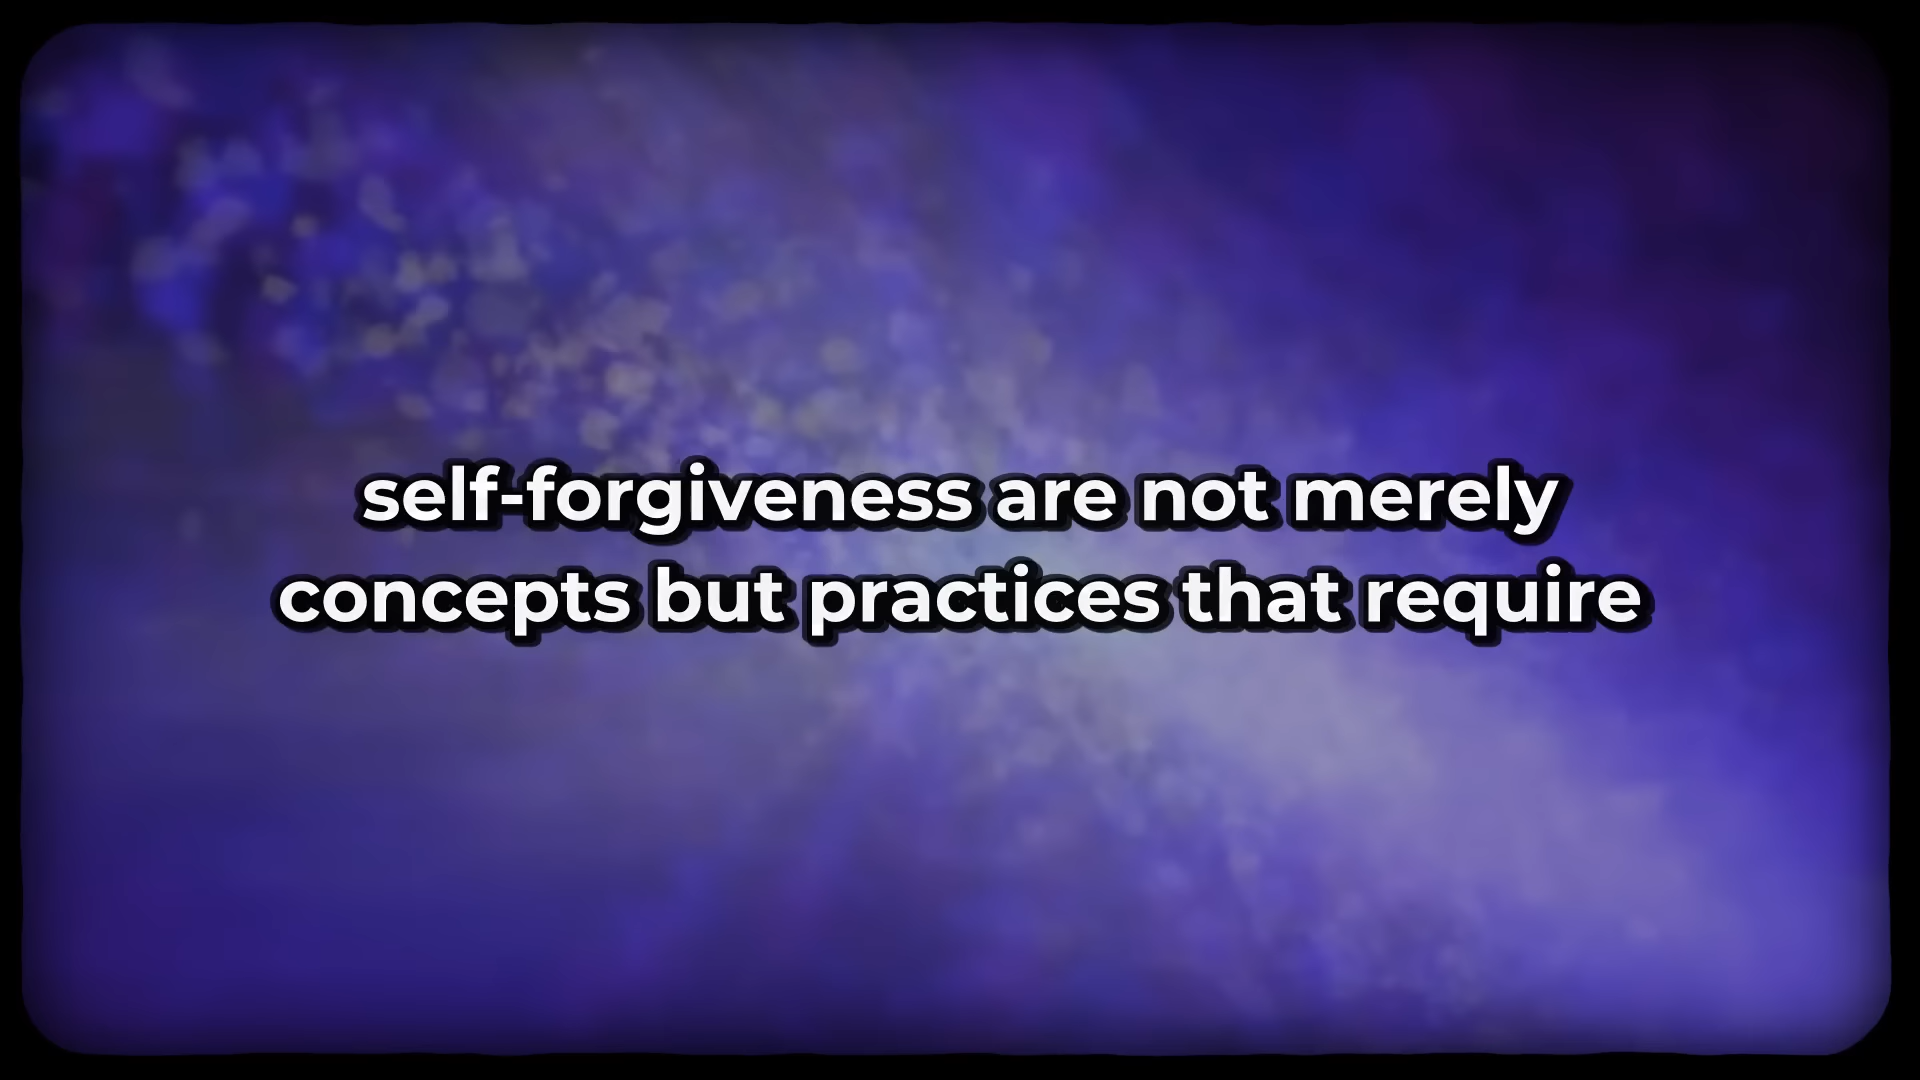 self-forgiveness are not merely
concepts but practices that require